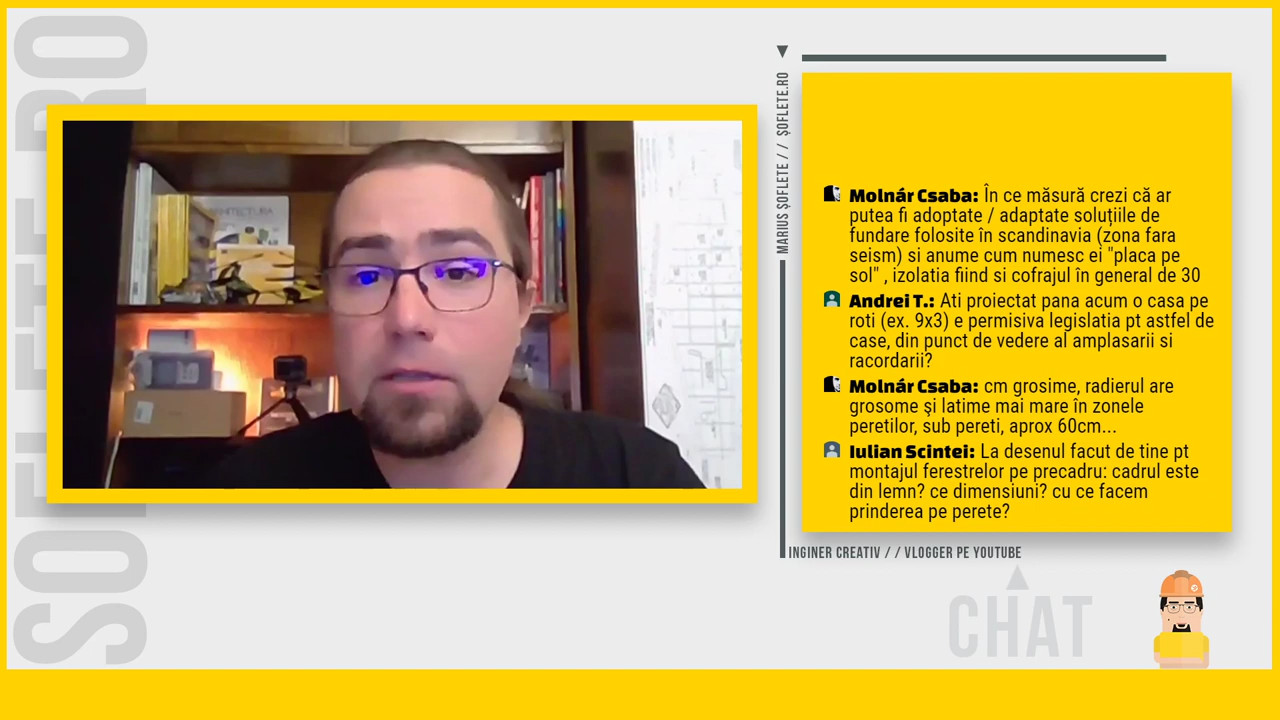 SOFLETE.RO
ARHITECTURA
MARIUS ȘOFLETE / / ȘOFLETE.RO
Molnár Csaba: În ce măsură crezi că ar
putea fi adoptate / adaptate soluțiile de
fundare folosite în scandinavia (zona fara
seism) si anume cum numesc ei "placa pe
sol" , izolatia fiind si cofrajul în general de 30
Andrei T.: Ati proiectat pana acum o casa pe
roti (ex. 9x3) e permisiva legislatia pt astfel de
case, din punct de vedere al amplasarii si
racordarii?
Molnár Csaba: cm grosime, radierul are
grosome şi latime mai mare în zonele
peretilor, sub pereti, aprox 60cm...
Iulian Scintei: La desenul facut de tine pt
montajul ferestrelor pe precadru: cadrul este
din lemn? ce dimensiuni? cu ce facem
prinderea pe perete?
INGINER CREATIV / / VLOGGER PE YOUTUBE
CHAT